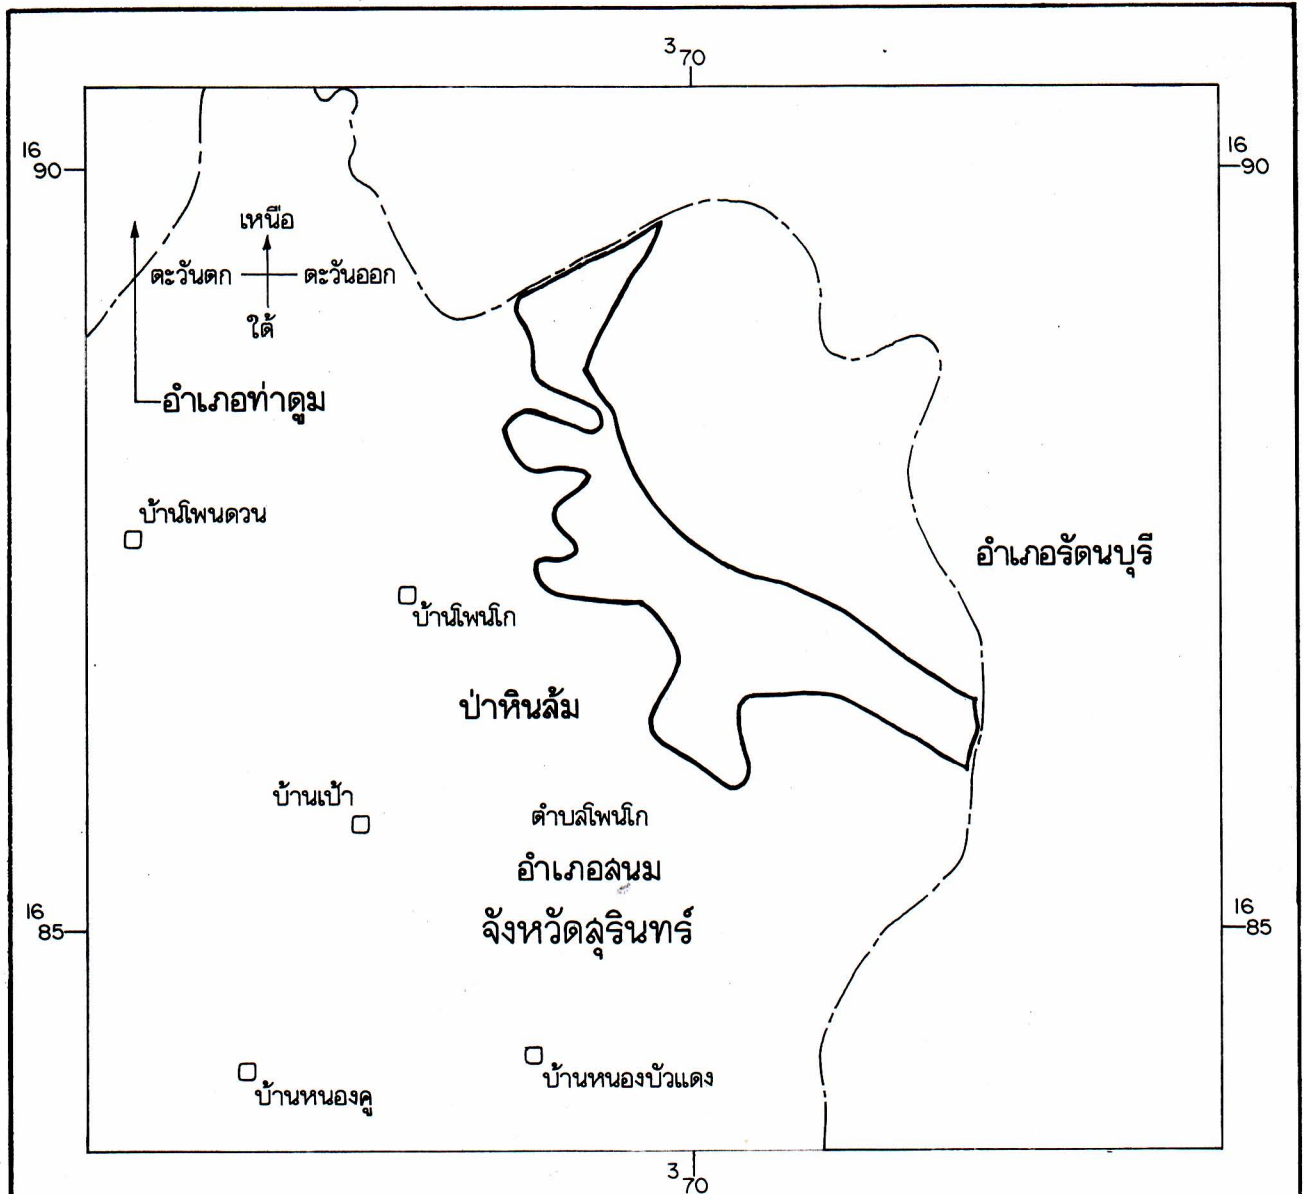 3 70
16 90
16 90
เหนือ
ตะวันตก ตะวันออก
ใต้
อำเภอท่าตูม
บ้านโพนดวน
อำเภอรัตนบุรี
บ้านโพนโก
ป่าหินล้ม
บ้านเป้า
ตำบลโพนโก
อำเภอสนม
จังหวัดสุรินทร์
16 85
16 85
บ้านหนองบัวแดง
บ้านหนองคู
3 70